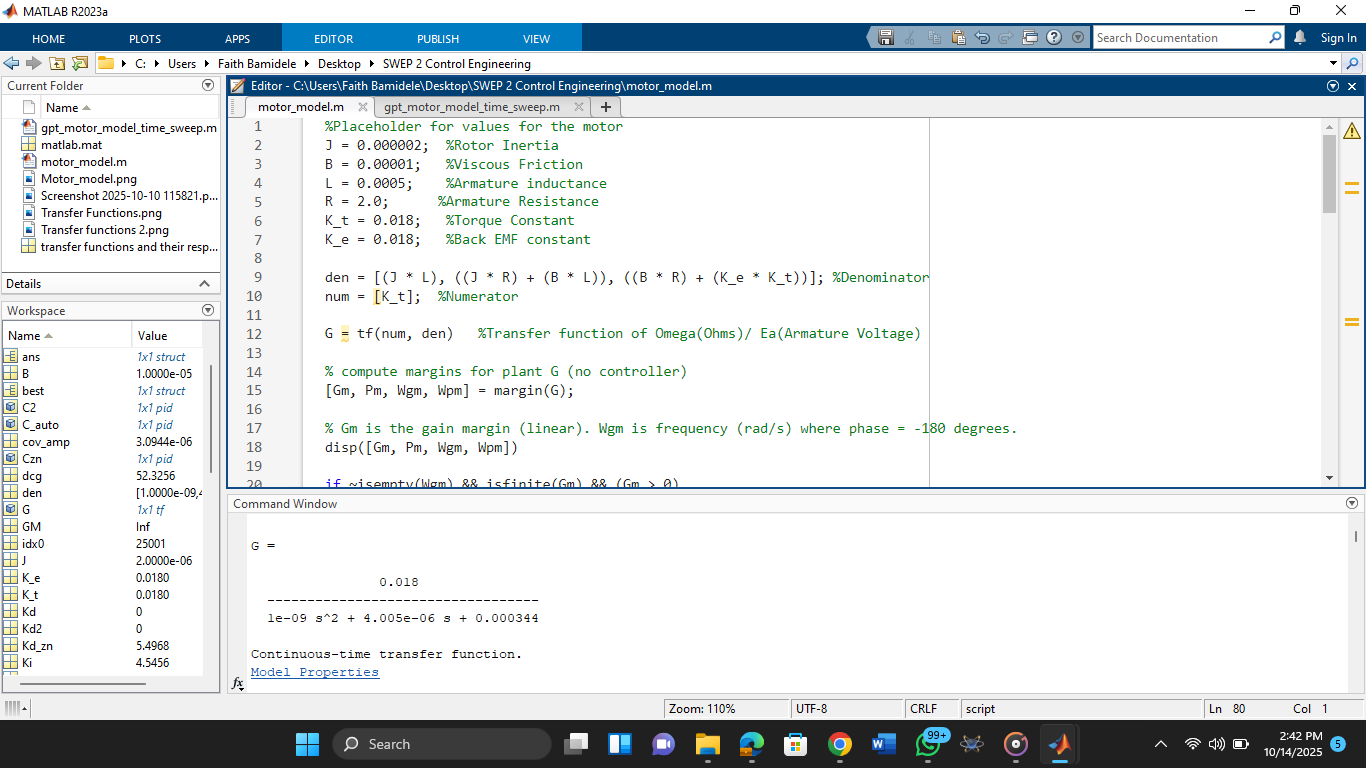 MATLAB R2023a
HOME PLOTS APPS EDITOR PUBLISH VIEW Search Documentation Sign In
C: Users Faith Bamidele Desktop SWEP 2 Control Engineering
Current Folder
Name
gpt_motor_model_time_sweep.m
matlab.mat
motor_model.m
Motor_model.png
Screenshot 2025-10-10 115821.p...
Transfer Functions.png
Transfer functions 2.png
transfer functions and their resp...
Details
Workspace
Name Value
ans 1x1 struct
B 1.0000e-05
best 1x1 struct
C2 1x1 pid
C_auto 1x1 pid
cov_amp 3.0944e-06
Czn 1x1 pid
dcg 52.3256
den [1.0000e-09,4
G 1x1 tf
GM Inf
idx0 25001
J 2.0000e-06
K_e 0.0180
K_t 0.0180
Kd 0
Kd2 0
Kd_zn 5.4968
Ki 4.5456
Editor - C:\Users\Faith Bamidele\Desktop\SWEP 2 Control Engineering\motor_model.m
motor_model.m gpt_motor_model_time_sweep.m
1 %Placeholder for values for the motor
2 J = 0.000002; %Rotor Inertia
3 B = 0.00001; %Viscous Friction
4 L = 0.0005; %Armature inductance
5 R = 2.0; %Armature Resistance
6 K_t = 0.018; %Torque Constant
7 K_e = 0.018; %Back EMF constant
8
9 den = [(J * L), ((J * R) + (B * L)), ((B * R) + (K_e * K_t))]; %Denominator
10 num = [K_t]; %Numerator
11
12 G = tf(num, den) %Transfer function of Omega(Ohms)/ Ea(Armature Voltage)
13
14 % compute margins for plant G (no controller)
15 [Gm, Pm, Wgm, Wpm] = margin(G);
16
17 % Gm is the gain margin (linear). Wgm is frequency (rad/s) where phase = -180 degrees.
18 disp([Gm, Pm, Wgm, Wpm])
19
20 if ~isempty(Wgm) && isfinite(Gm) && (Gm > 0)
Command Window
G =
0.018
---------------------------------
1e-09 s^2 + 4.005e-06 s + 0.000344
Continuous-time transfer function.
Model Properties
fx
Zoom: 110% UTF-8 CRLF script Ln 80 Col 1
Search
99+
2:42 PM
10/14/2025
5